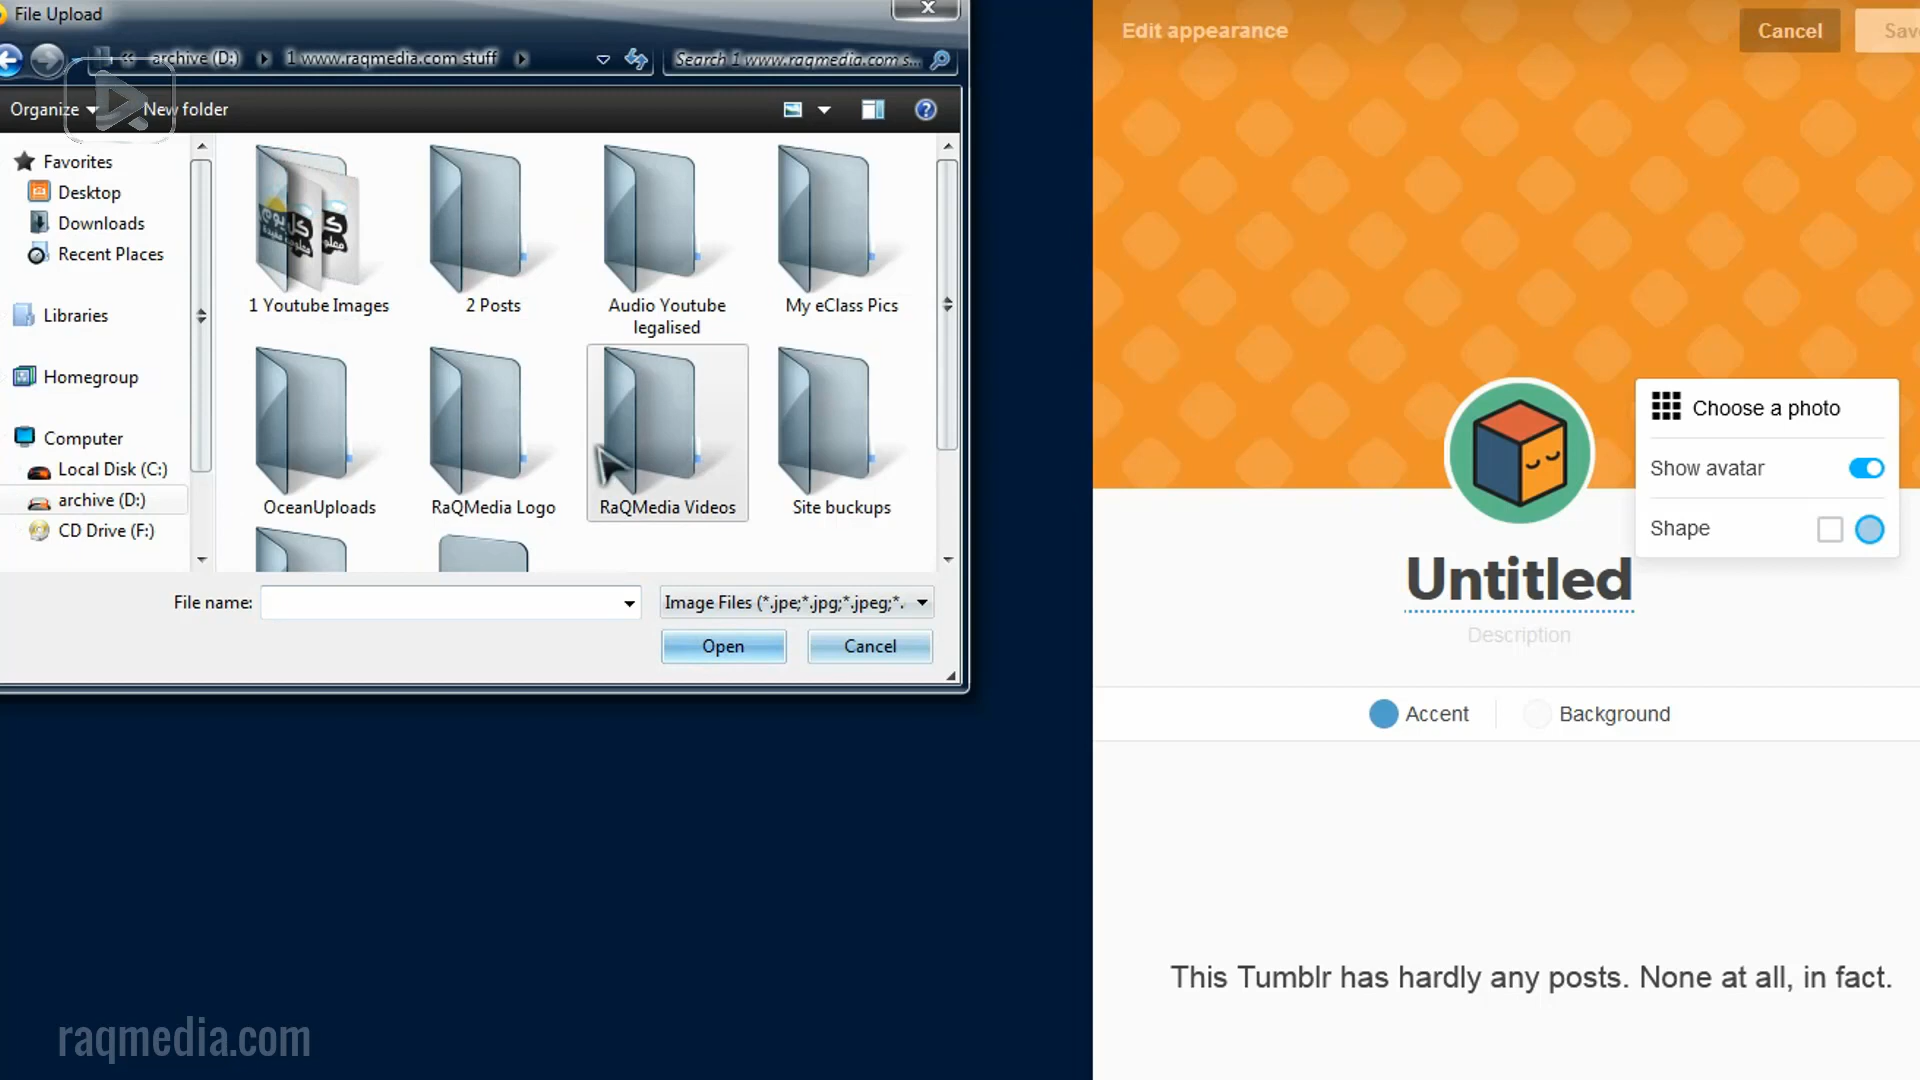 File Upload
archive (D:)
1 www.raqmedia.com stuff
Search 1 www.raqmedia.com s...
Organize
New folder
Favorites
Desktop
Downloads
Recent Places
Libraries
Homegroup
Computer
Local Disk (C:)
archive (D:)
CD Drive (F:)
1 Youtube Images
2 Posts
Audio Youtube
legalised
My eClass Pics
OceanUploads
RaQMedia Logo
RaQMedia Videos
Site buckups
File name:
Image Files (*.jpe;*.jpg;*.jpeg;*.
Open
Cancel
Edit appearance
Cancel
Choose a photo
Show avatar
Shape
Untitled
Description
Accent
Background
This Tumblr has hardly any posts. None at all, in fact.
raqmedia.com